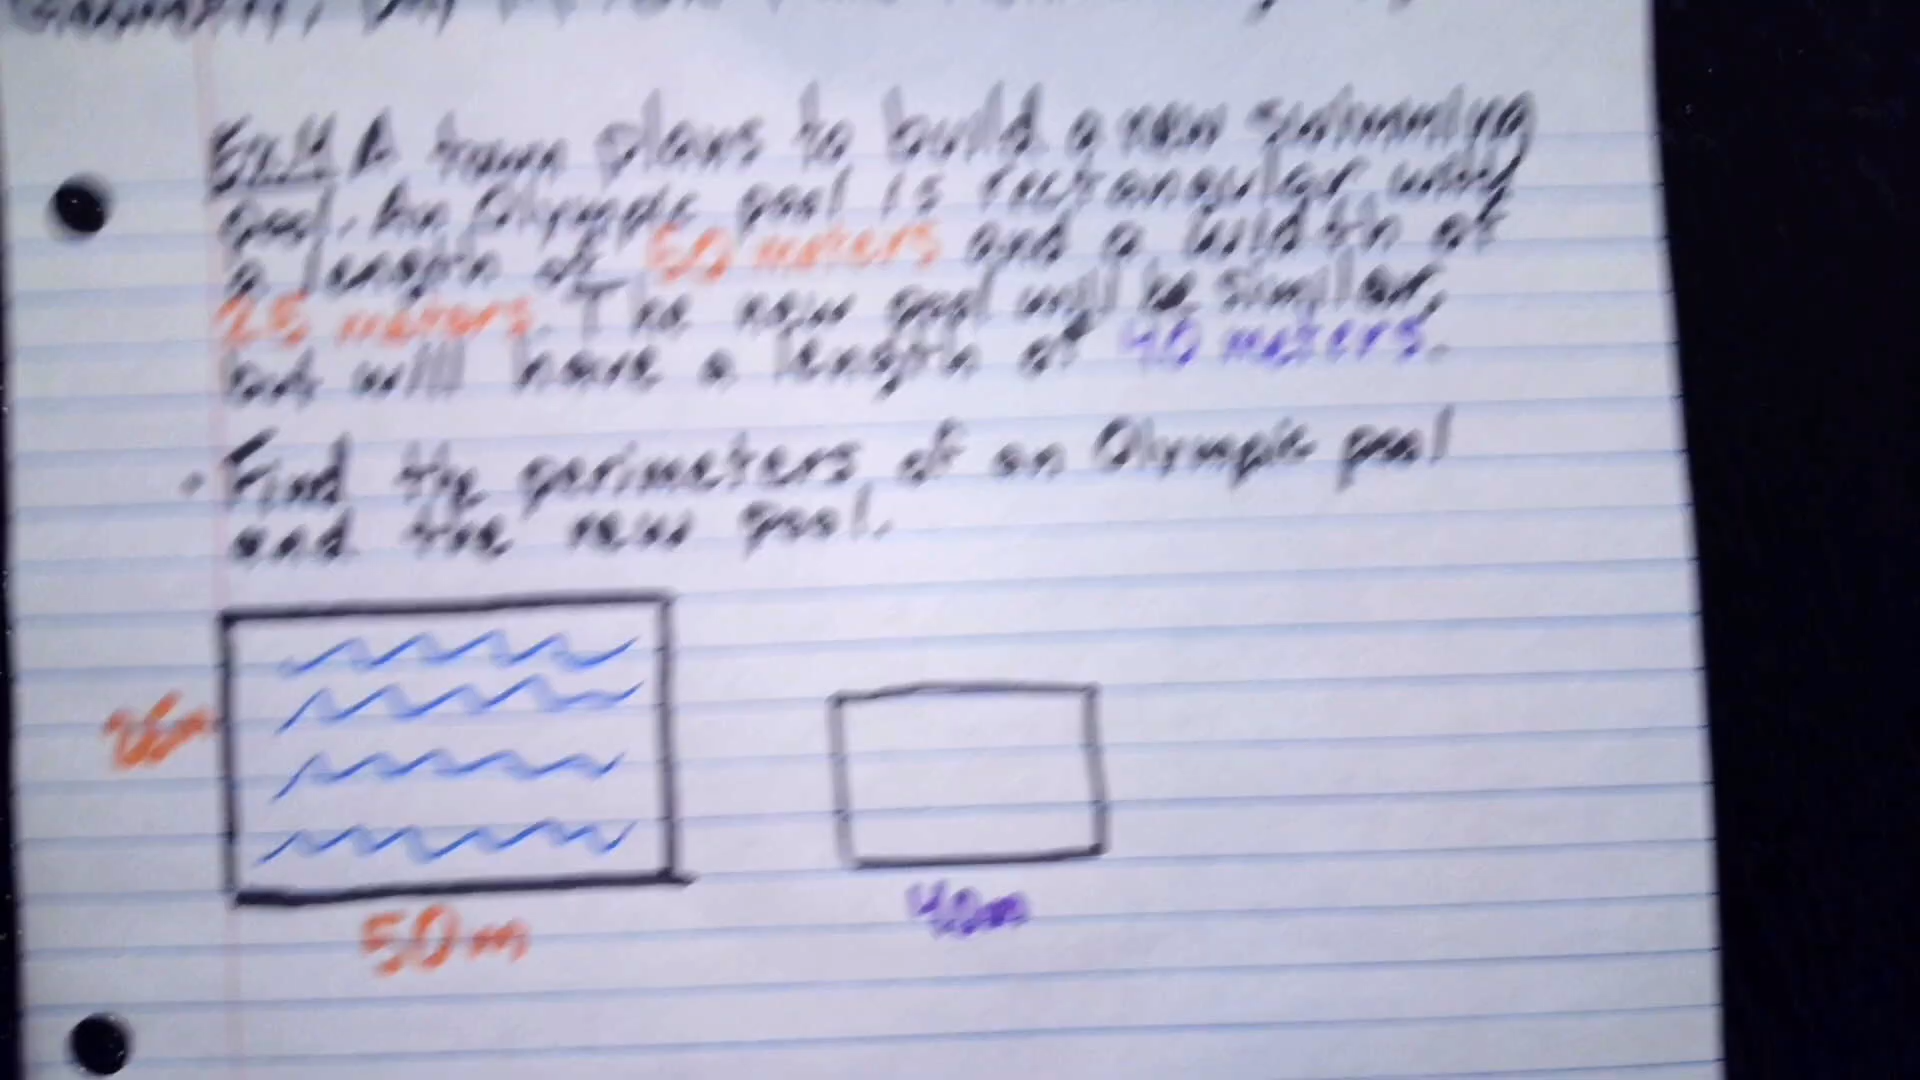 Ex.4 A town plans to build a new swimming
pool. An Olympic pool is rectangular with
a length of 50 meters and a width of
25 meters. The new pool will be similar,
but will have a length of 40 meters.
· Find the perimeters of an Olympic pool
and the new pool.
25m
50m
40m